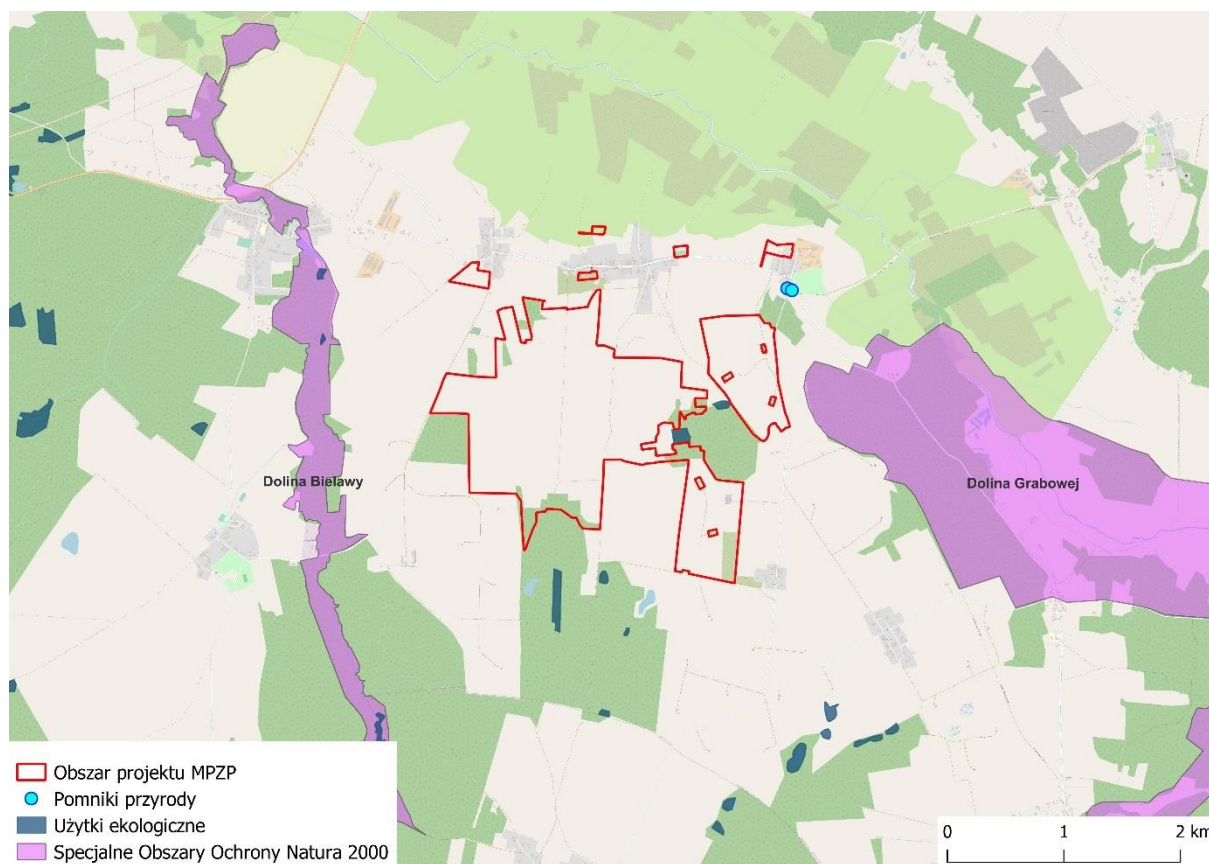 Dolina Bielawy
Dolina Grabowej
Obszar projektu MPZP
Pomniki przyrody
Użytki ekologiczne
Specjalne Obszary Ochrony Natura 2000
0 1 2 km